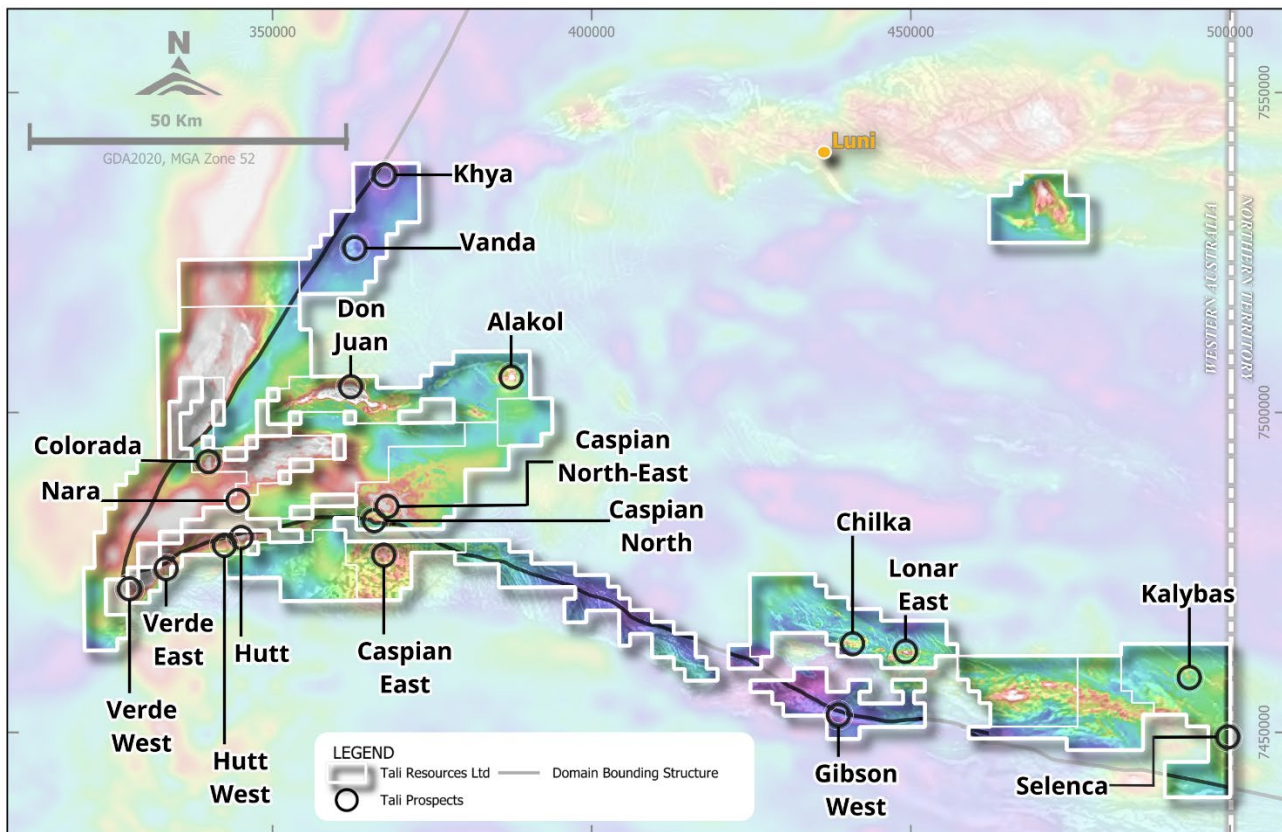 350000
400000
450000
500000
N
50 Km
GDA2020, MGA Zone 52
7550000
Luni
Khya
Vanda
WESTERN AUSTRALIA
NORTHERN TERRITORY
Don
Juan
Alakol
7500000
Colorada
Caspian
North-East
Nara
Caspian
North
Chilka
Lonar
East
Kalybas
Verde
East
Hutt
Caspian
East
Verde
West
Hutt
West
Gibson
West
Selenca
7450000
LEGEND
Tali Resources Ltd
Domain Bounding Structure
Tali Prospects